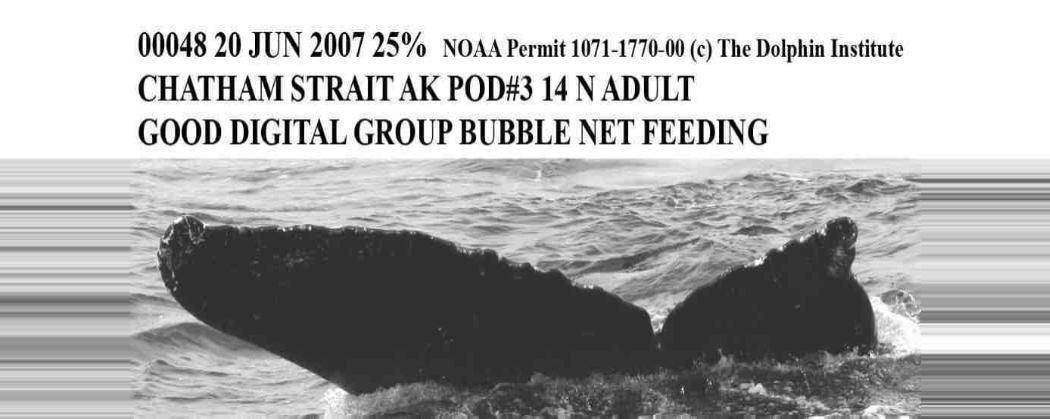 00048 20 JUN 2007 25% NOAA Permit 1071-1770-00 (c) The Dolphin Institute
CHATHAM STRAIT AK POD#3 14 N ADULT
GOOD DIGITAL GROUP BUBBLE NET FEEDING